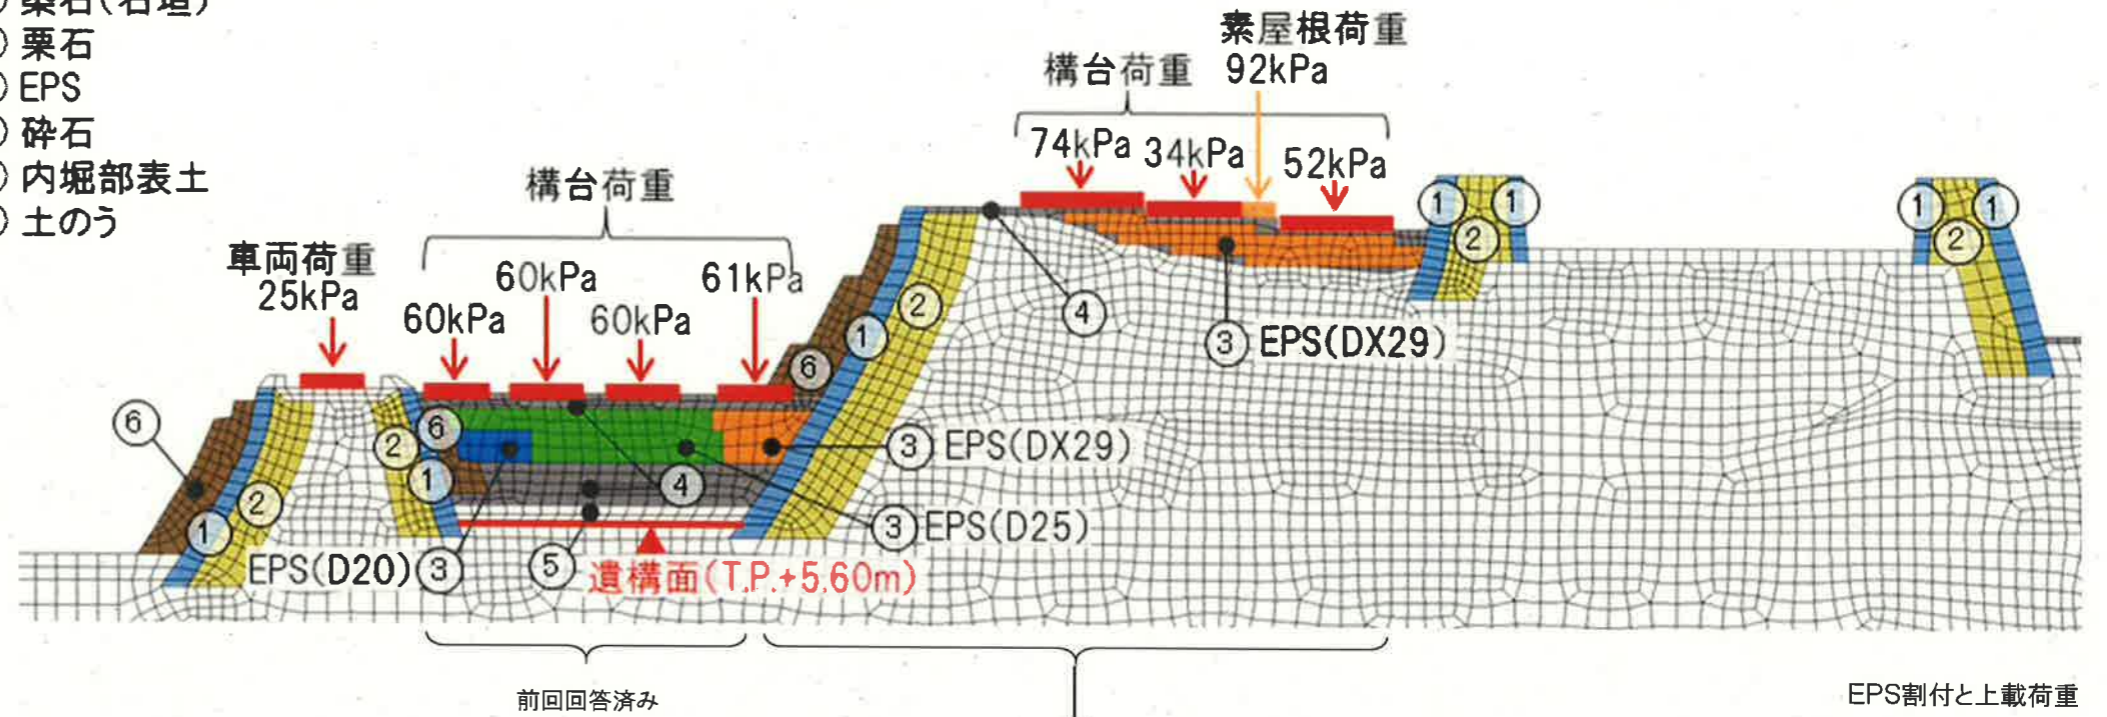 築石(石垣)
栗石
EPS
砕石
内堀部表土
土のう
素屋根荷重
92kPa
構台荷重
74kPa
34kPa
52kPa
構台荷重
車両荷重
25kPa
60kPa
60kPa
60kPa
61kPa
① ① ① ①
② ②
②
①
④
③ EPS(DX29)
⑥
⑥
⑥
②
①
②
①
④
③ EPS(DX29)
③ EPS(D25)
EPS(D20) ③
⑤
遺構面(T.P.+5.60m)
前回回答済み
EPS割付と上載荷重